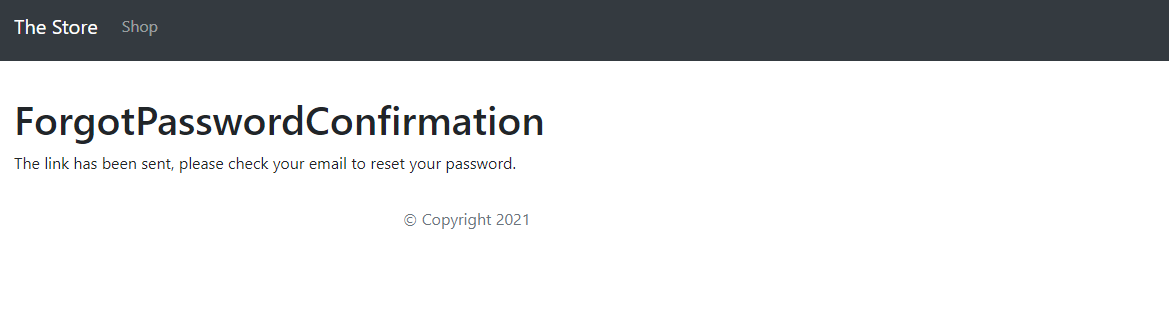 The Store Shop
ForgotPasswordConfirmation
The link has been sent, please check your email to reset your password.
© Copyright 2021